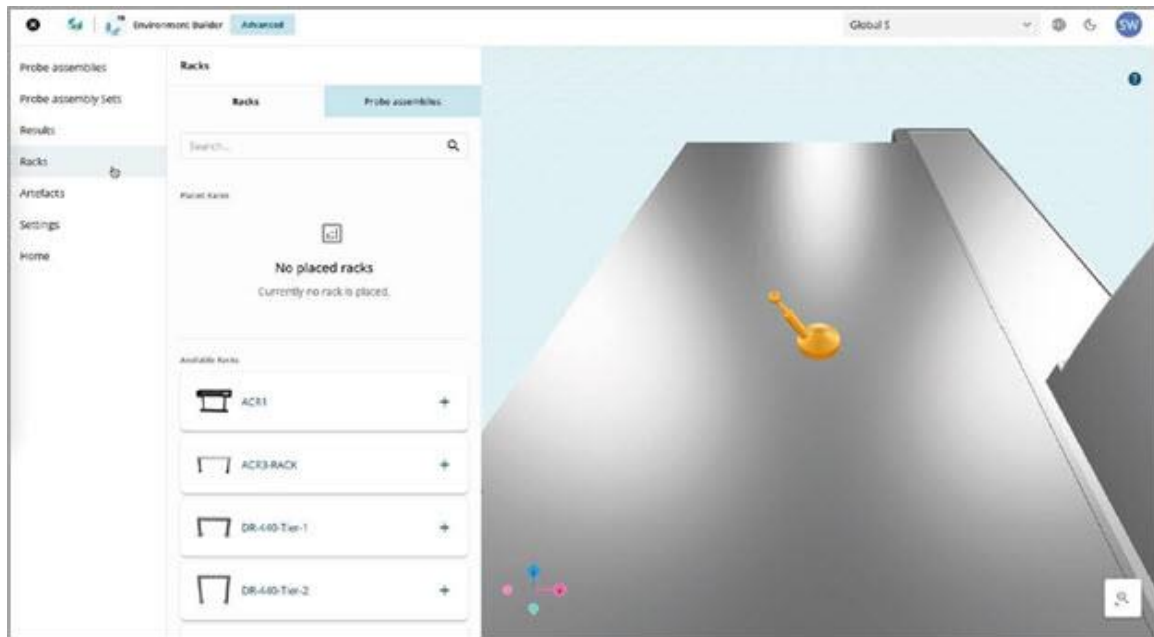 Environment Builder
Advanced
Global S
SW
Probe assemblies
Probe assembly Sets
Results
Racks
Artefacts
Settings
Home
Racks
Racks
Probe assemblies
Search...
Placed Racks
No placed racks
Currently no rack is placed.
Available Racks
ACR1
ACR3-RACK
DR-440-Tier-1
DR-440-Tier-2